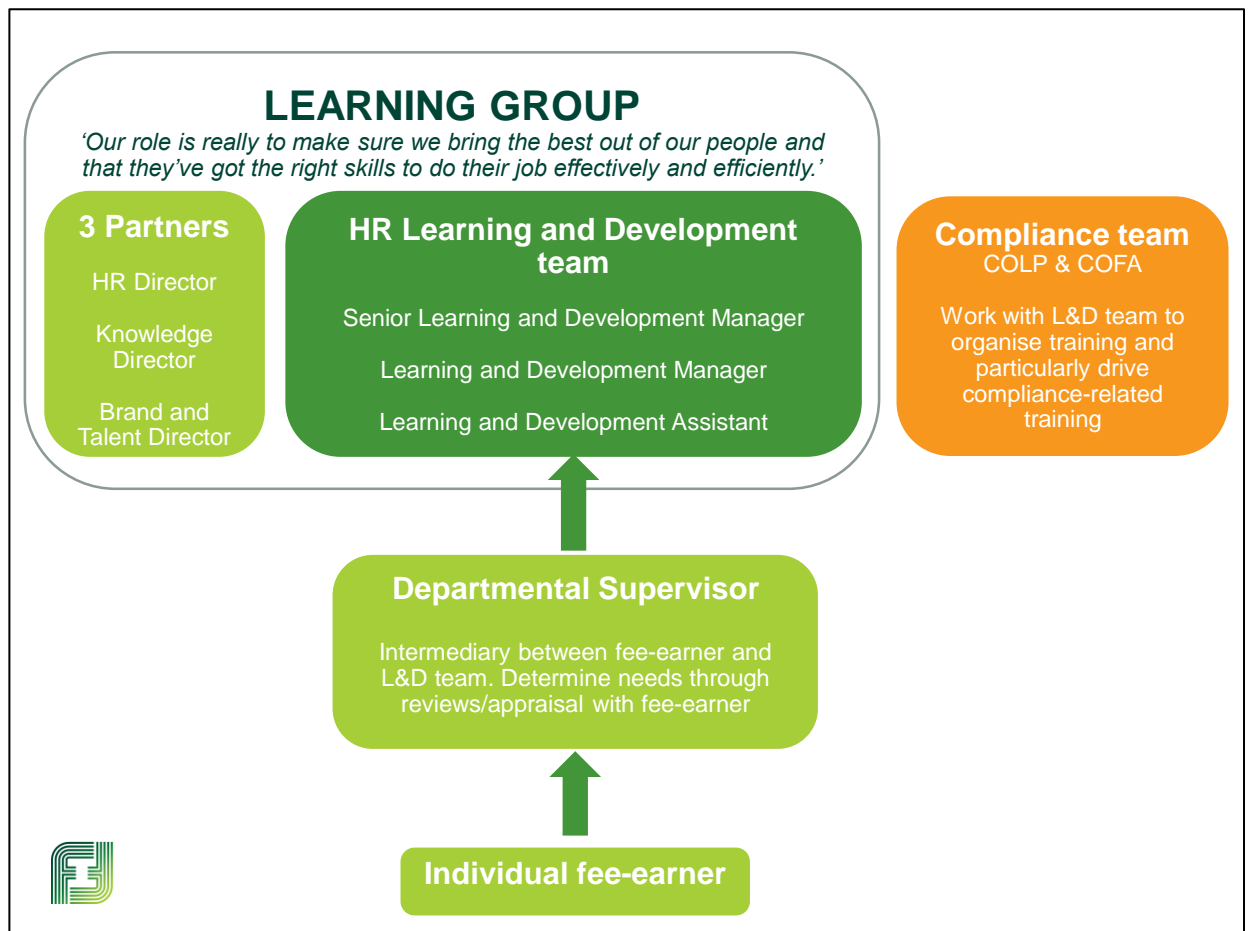 LEARNING GROUP
‘Our role is really to make sure we bring the best out of our people and
that they’ve got the right skills to do their job effectively and efficiently.’
3 Partners
HR Director
Knowledge
Director
Brand and
Talent Director
HR Learning and Development
team
Senior Learning and Development Manager
Learning and Development Manager
Learning and Development Assistant
Compliance team
COLP & COFA
Work with L&D team to
organise training and
particularly drive
compliance-related
training
Departmental Supervisor
Intermediary between fee-earner and
L&D team. Determine needs through
reviews/appraisal with fee-earner
Individual fee-earner